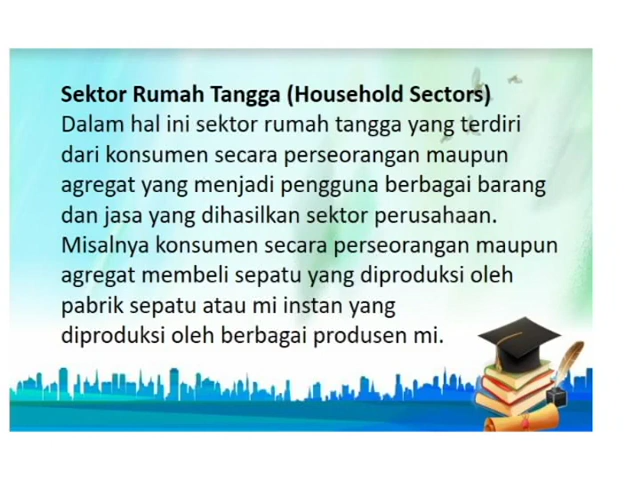 Sektor Rumah Tangga (Household Sectors)
Dalam hal ini sektor rumah tangga yang terdiri
dari konsumen secara perseorangan maupun
agregat yang menjadi pengguna berbagai barang
dan jasa yang dihasilkan sektor perusahaan.
Misalnya konsumen secara perseorangan maupun
agregat membeli sepatu yang diproduksi oleh
pabrik sepatu atau mi instan yang
diproduksi oleh berbagai produsen mi.